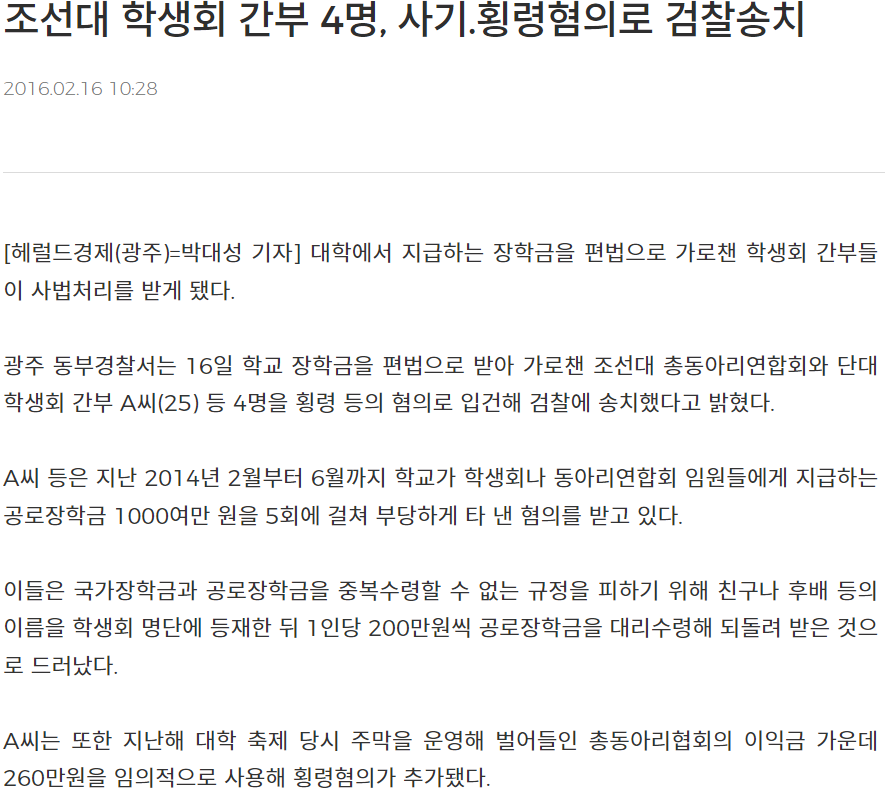 조선대 학생회 간부 4명, 사기.횡령혐의로 검찰송치
2016.02.16 10:28
[헤럴드경제(광주)=박대성 기자] 대학에서 지급하는 장학금을 편법으로 가로챈 학생회 간부들
이 사법처리를 받게 됐다.
광주 동부경찰서는 16일 학교 장학금을 편법으로 받아 가로챈 조선대 총동아리연합회와 단대
학생회 간부 A씨(25) 등 4명을 횡령 등의 혐의로 입건해 검찰에 송치했다고 밝혔다.
A씨 등은 지난 2014년 2월부터 6월까지 학교가 학생회나 동아리연합회 임원들에게 지급하는
공로장학금 1000여만 원을 5회에 걸쳐 부당하게 타 낸 혐의를 받고 있다.
이들은 국가장학금과 공로장학금을 중복수령할 수 없는 규정을 피하기 위해 친구나 후배 등의
이름을 학생회 명단에 등재한 뒤 1인당 200만원씩 공로장학금을 대리수령해 되돌려 받은 것으
로 드러났다.
A씨는 또한 지난해 대학 축제 당시 주막을 운영해 벌어들인 총동아리협회의 이익금 가운데
260만원을 임의적으로 사용해 횡령혐의가 추가됐다.